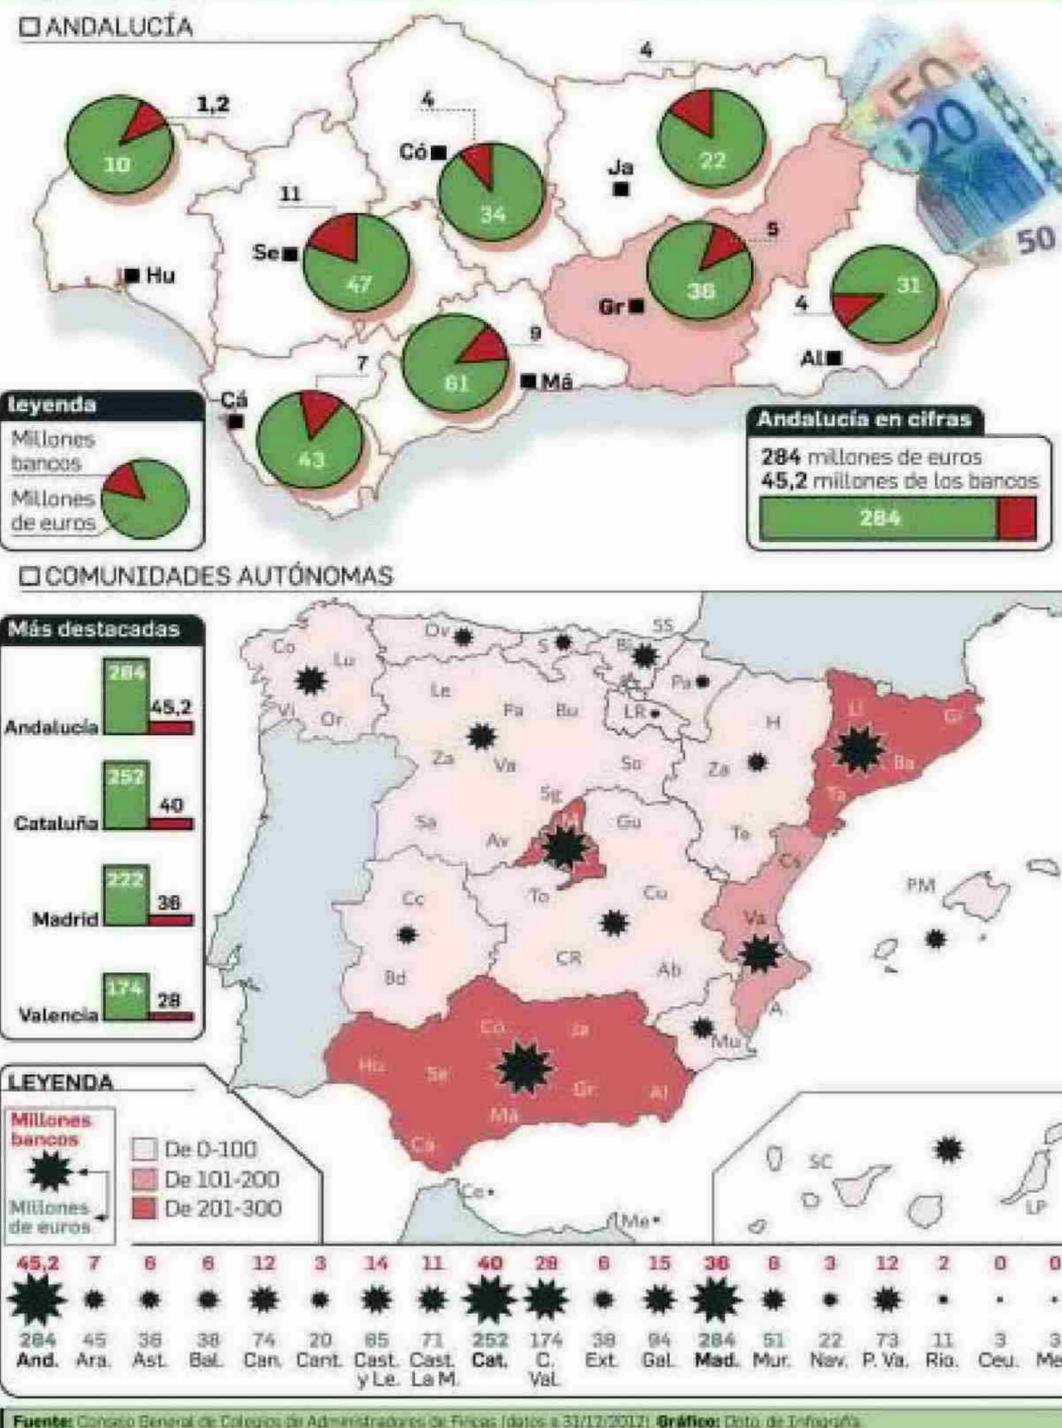 ANDALUCÍA
1,2
10
4
4
Có
34
Ja
22
11
Se
47
Hu
5
Gr
36
31
4
Al
9
61
Má
7
Cá
43
50
20
50
leyenda
Millones
bancos
Millones
de euros
Andalucía en cifras
284 millones de euros
45,2 millones de los bancos
284
COMUNIDADES AUTÓNOMAS
Más destacadas
284
45,2
Andalucía
252
40
Cataluña
222
36
Madrid
174
28
Valencia
Co
Lu
Vi
Or
Ov
S
Bi
SS
Pa
LR
Le
Pa
Bu
Za
Va
So
Sg
Sa
Av
H
Za
Te
Ll
Gi
Ba
Ta
M
Gu
To
Cu
CR
Ab
Cs
Va
A
PM
Cc
Bd
Mu
Có
Ja
Hu
Se
Gr
Al
Má
Cá
Ce
Me
SC
LP
LEYENDA
Millones
bancos
Millones
de euros
De 0-100
De 101-200
De 201-300
45,2 7 6 6 12 3 14 11 40 28 6 15 36 8 3 12 2 0 0
284 45 36 38 74 20 85 71 252 174 38 94 284 51 22 73 11 3 3
And. Ara. Ast. Bal. Can. Cant. Cast. Cast. Cat. C. Ext. Gal. Mad. Mur. Nav. P. Va. Rio. Ceu. Me
y Le. La M. Val.
Fuente: Consejo General de Colegios de Administradores de Fincas (datos a 31/12/2012) Gráfico: Dpto. de Infografía